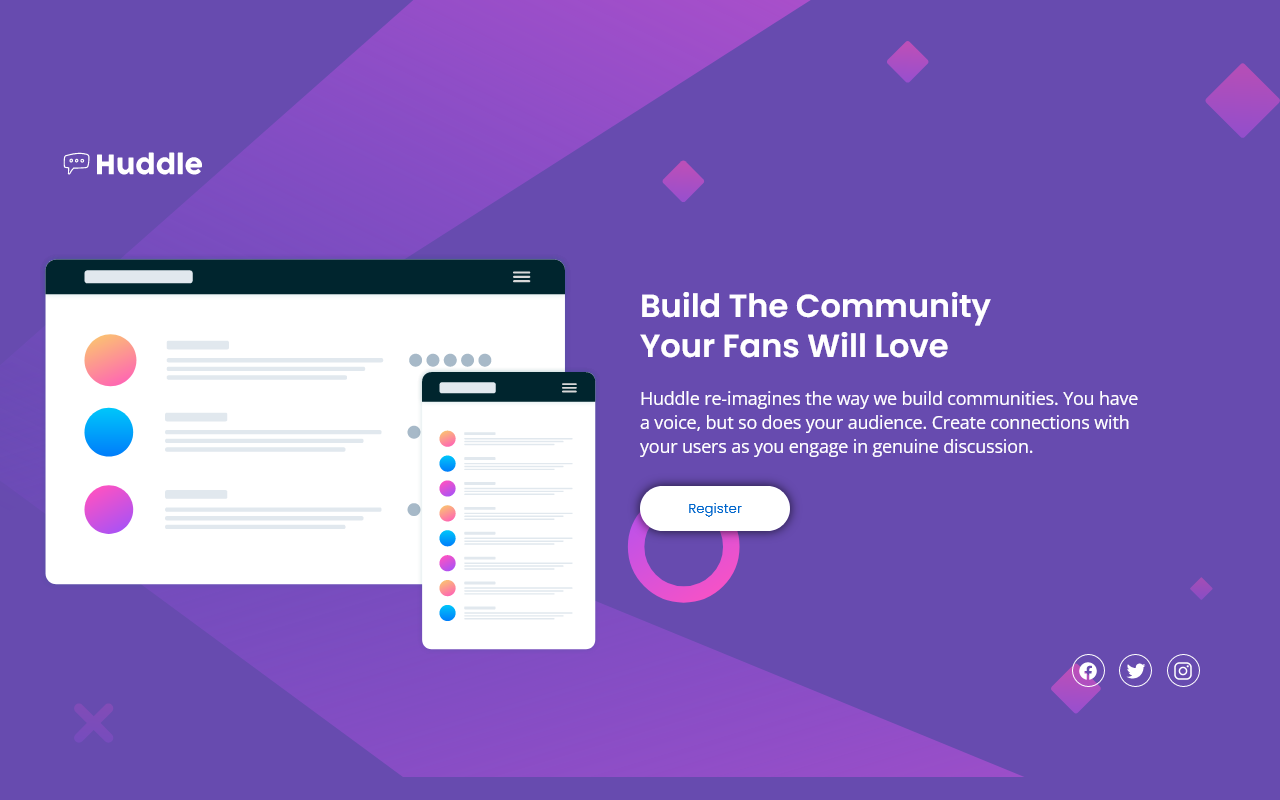 Huddle
Build The Community
Your Fans Will Love
Huddle re-imagines the way we build communities. You have
a voice, but so does your audience. Create connections with
your users as you engage in genuine discussion.
Register